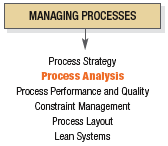 MANAGING PROCESSES
Process Strategy
Process Analysis
Process Performance and Quality
Constraint Management
Process Layout
Lean Systems